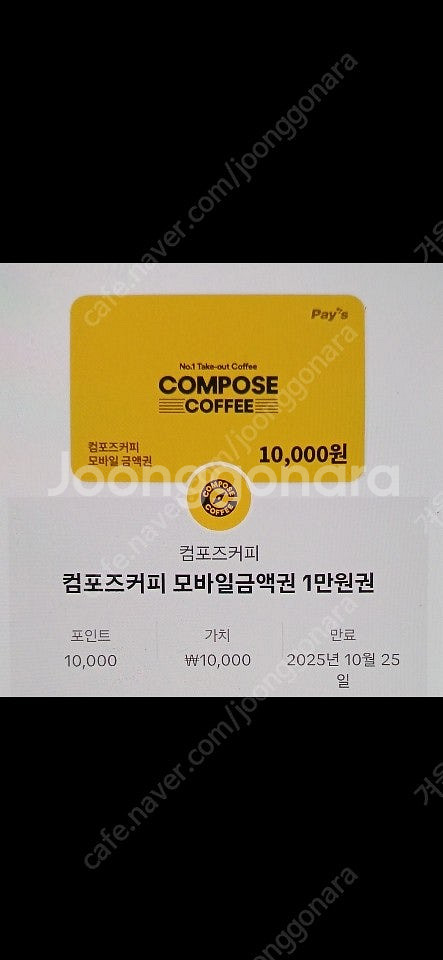 cafe.naver.com/joonggonara
Pay's
No.1 Take-out Coffee
COMPOSE
COFFEE
컴포즈커피
모바일 금액권
10,000원
Joonggonara
COMPOSE
COFFEE
컴포즈커피
컴포즈커피 모바일금액권 1만원권
포인트 가치 만료
10,000 ₩10,000 2025년 10월 25
일
cafe.naver.com/joonggonara